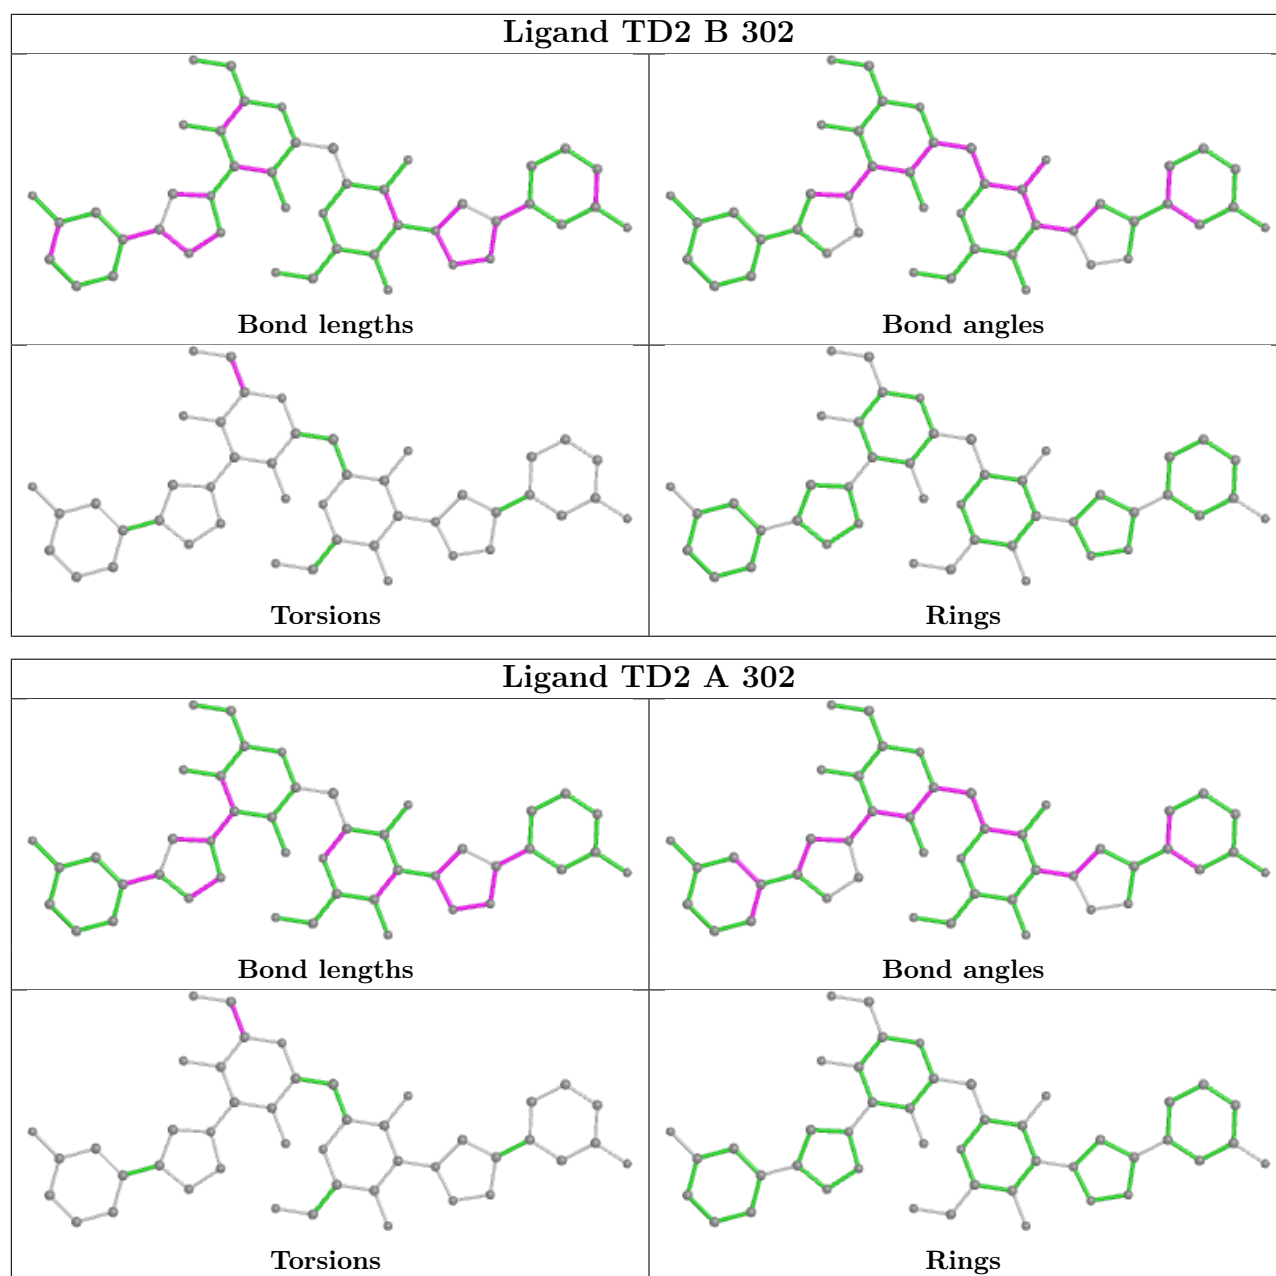 Ligand TD2 B 302
Bond lengths
Bond angles
Torsions
Rings
Ligand TD2 A 302
Bond lengths
Bond angles
Torsions
Rings